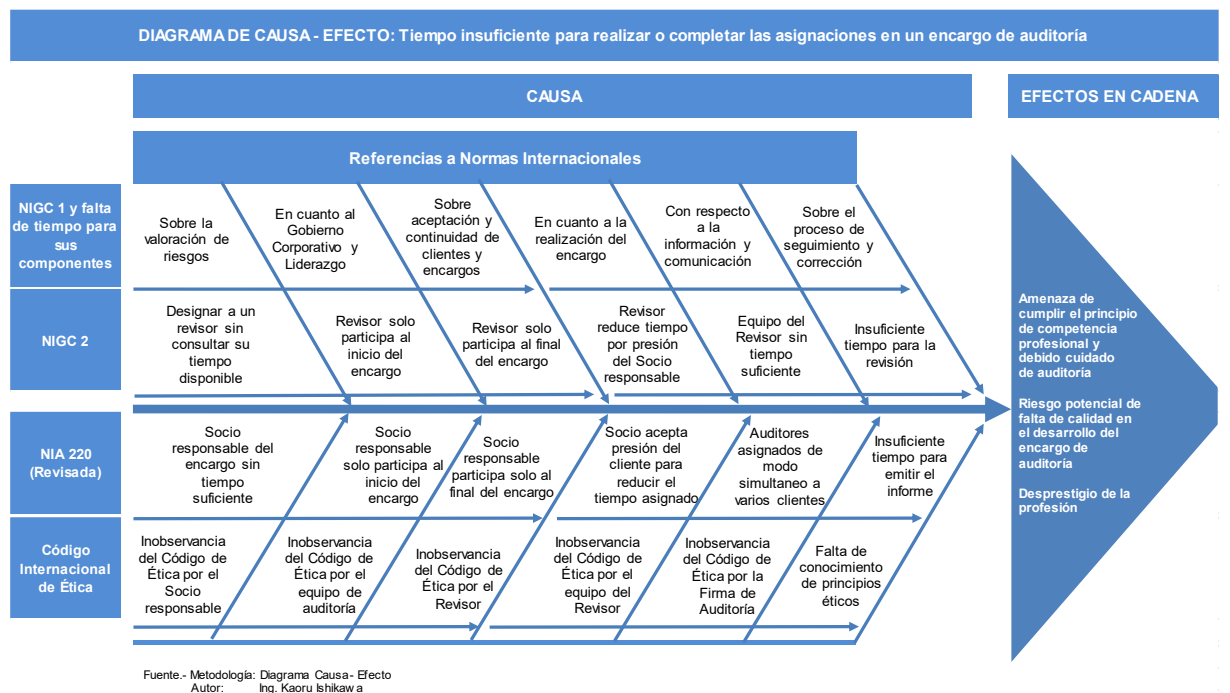 DIAGRAMA DE CAUSA - EFECTO: Tiempo insuficiente para realizar o completar las asignaciones en un encargo de auditoría
CAUSA
EFECTOS EN CADENA
Referencias a Normas Internacionales
NIGC 1 y falta
de tiempo para
sus
componentes
Sobre la
valoración de
riesgos
En cuanto al
Gobierno
Corporativo y
Liderazgo
Sobre
aceptación y
continuidad de
clientes y
encargos
En cuanto a la
realización del
encargo
Con respecto
a la
información y
comunicación
Sobre el
proceso de
seguimiento y
corrección
NIGC 2
Designar a un
revisor sin
consultar su
tiempo
disponible
Revisor solo
participa al
inicio del
encargo
Revisor solo
participa al final
del encargo
Revisor
reduce tiempo
por presión
del Socio
responsable
Equipo del
Revisor sin
tiempo
suficiente
Insuficiente
tiempo para la
revisión
NIA 220
(Revisada)
Socio
responsable del
encargo sin
tiempo
suficiente
Socio
responsable
solo participa al
inicio del
encargo
Socio
responsable
participa solo al
final del encargo
Socio acepta
presión del
cliente para
reducir el
tiempo asignado
Auditores
asignados de
modo
simultaneo a
varios clientes
Insuficiente
tiempo para
emitir el
informe
Código
Internacional
de Ética
Inobservancia
del Código de
Ética por el
Socio
responsable
Inobservancia
del Código de
Ética por el
equipo de
auditoría
Inobservancia
del Código de
Ética por el
Revisor
Inobservancia
del Código de
Ética por el
equipo del
Revisor
Inobservancia
del Código de
Ética por la
Firma de
Auditoría
Falta de
conocimiento
de principios
éticos
Amenaza de
cumplir el principio
de competencia
profesional y
debido cuidado
de auditoría
Riesgo potencial de
falta de calidad en
el desarrollo del
encargo de
auditoría
Desprestigio de la
profesión
Fuente.- Metodología: Diagrama Causa- Efecto
Autor: Ing. Kaoru Ishikawa